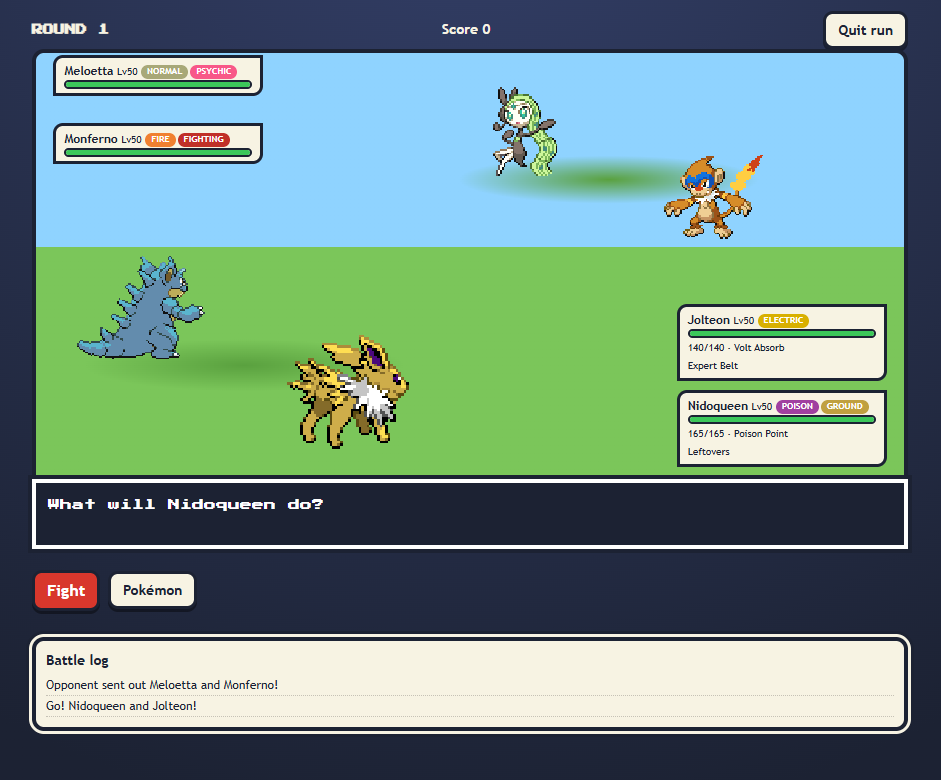 ROUND 1
Score 0
Quit run
Meloetta Lv50 NORMAL PSYCHIC
Monferno Lv50 FIRE FIGHTING
Jolteon Lv50 ELECTRIC
140/140 · Volt Absorb
Expert Belt
Nidoqueen Lv50 POISON GROUND
165/165 · Poison Point
Leftovers
What will Nidoqueen do?
Fight
Pokémon
Battle log
Opponent sent out Meloetta and Monferno!
Go! Nidoqueen and Jolteon!